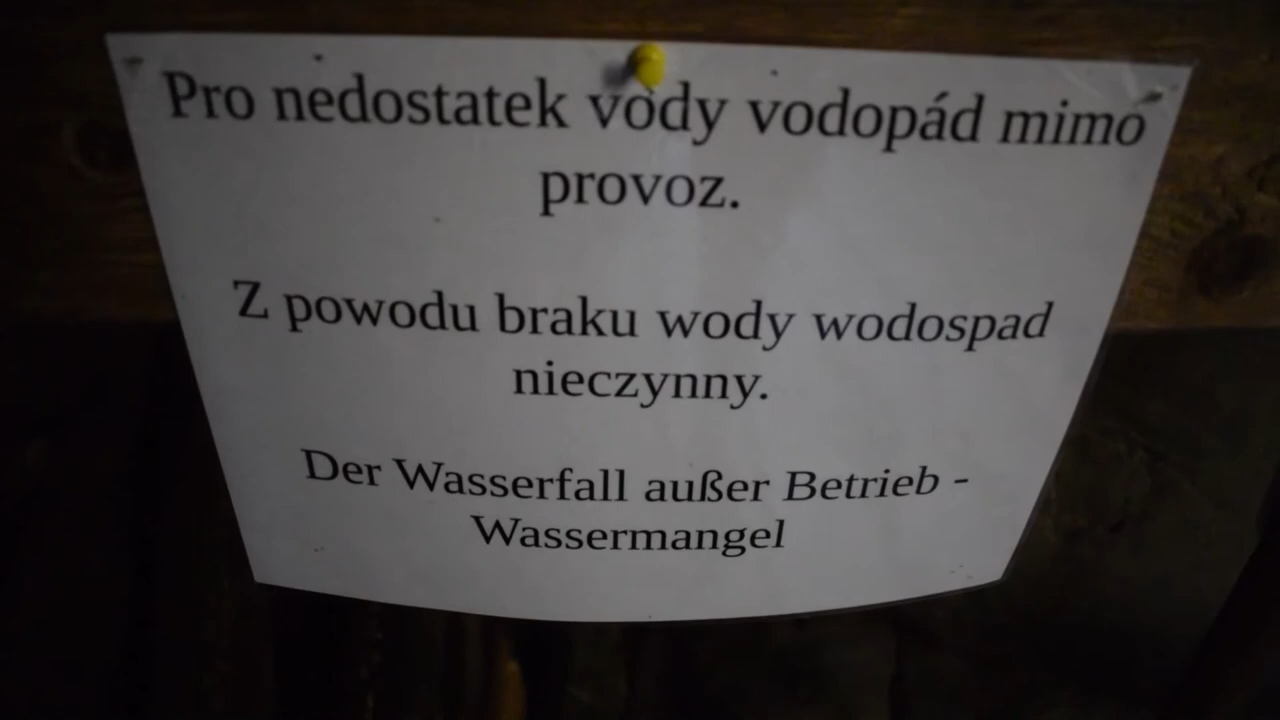 Pro nedostatek vody vodopád mimo
provoz.
Z powodu braku wody wodospad
nieczynny.
Der Wasserfall außer Betrieb -
Wassermangel